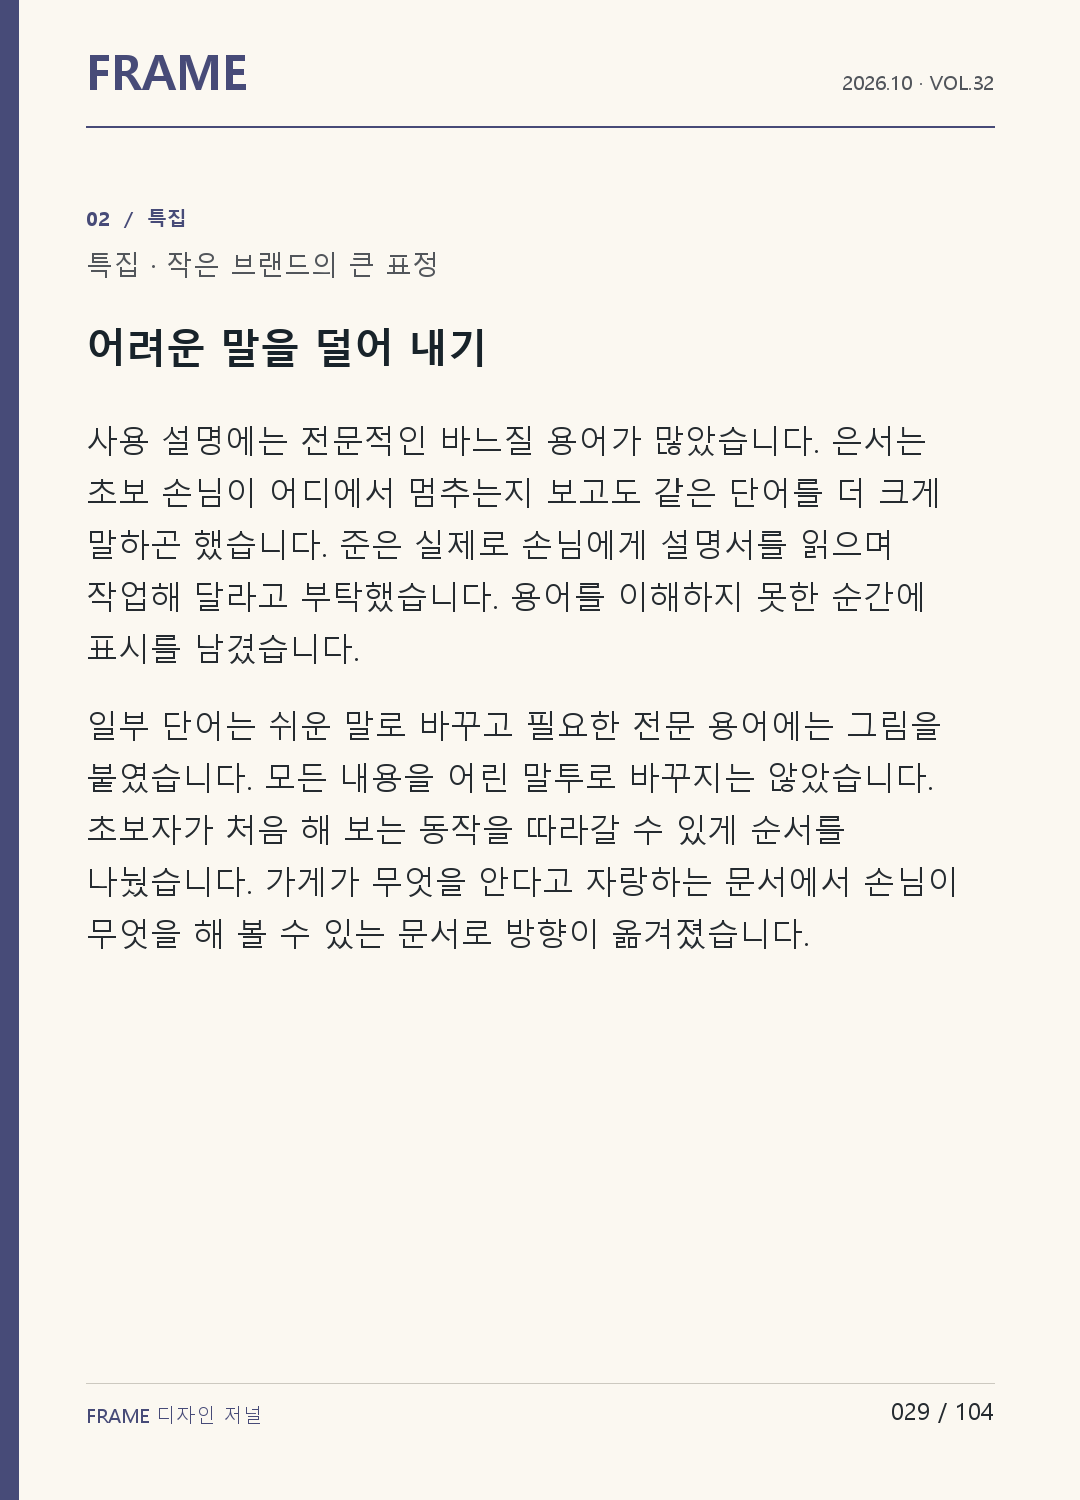 FRAME
2026.10 · VOL.32
02 / 특집
특집 · 작은 브랜드의 큰 표정
어려운 말을 덜어 내기
사용 설명에는 전문적인 바느질 용어가 많았습니다. 은서는
초보 손님이 어디에서 멈추는지 보고도 같은 단어를 더 크게
말하곤 했습니다. 준은 실제로 손님에게 설명서를 읽으며
작업해 달라고 부탁했습니다. 용어를 이해하지 못한 순간에
표시를 남겼습니다.
일부 단어는 쉬운 말로 바꾸고 필요한 전문 용어에는 그림을
붙였습니다. 모든 내용을 어린 말투로 바꾸지는 않았습니다.
초보자가 처음 해 보는 동작을 따라갈 수 있게 순서를
나눴습니다. 가게가 무엇을 안다고 자랑하는 문서에서 손님이
무엇을 해 볼 수 있는 문서로 방향이 옮겨졌습니다.
FRAME 디자인 저널
029 / 104